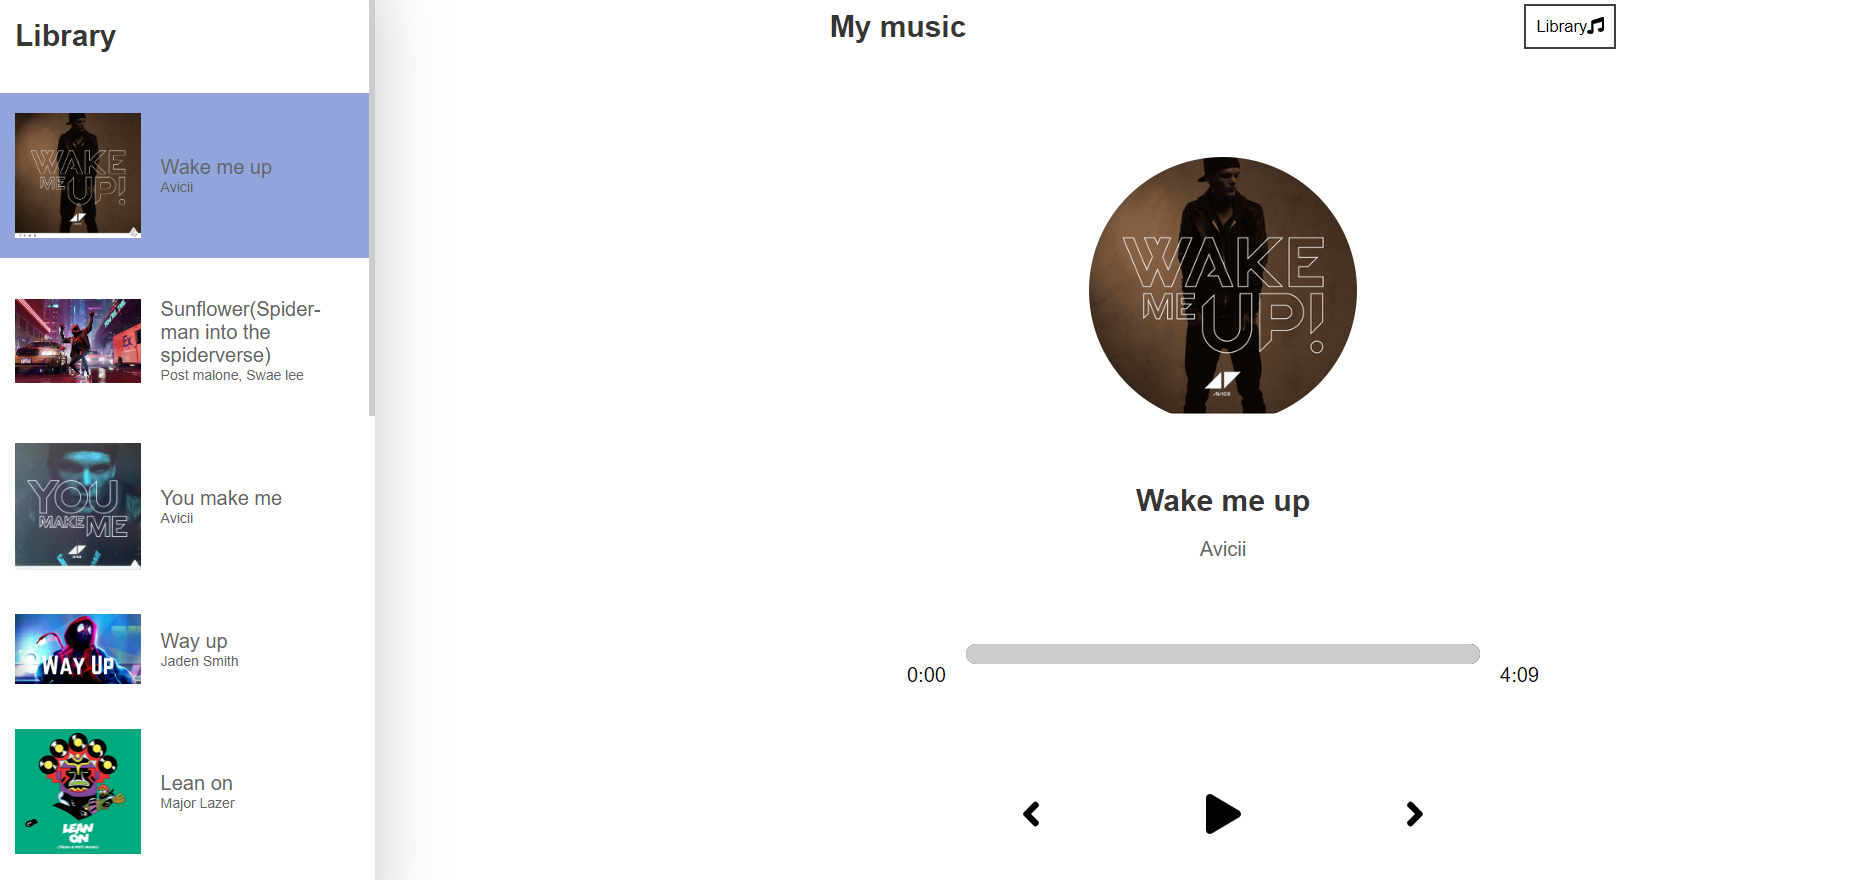 Library
WAKE
ME UP!
Wake me up
Avicii
Sunflower(Spider-
man into the
spiderverse)
Post malone, Swae lee
YOU
MAKE ME
AVICII
You make me
Avicii
WAY UP
Way up
Jaden Smith
LEAN
ON
Lean on
Major Lazer
My music
Library
WAKE
ME UP!
AVICII
Wake me up
Avicii
0:00
4:09